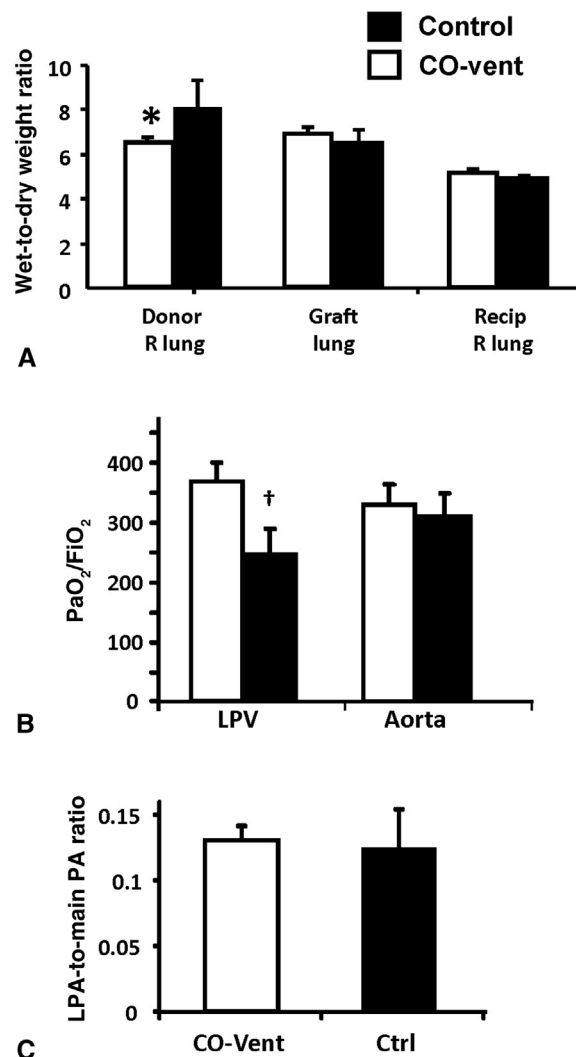 Control
CO-vent
Wet-to-dry weight ratio
10
8
6
4
2
0
*
Donor
R lung
Graft
lung
Recip
R lung
A
PaO₂/FiO₂
400
300
200
100
0
†
LPV
Aorta
B
LPA-to-main PA ratio
0.15
0.1
0.05
0
CO-Vent
Ctrl
C